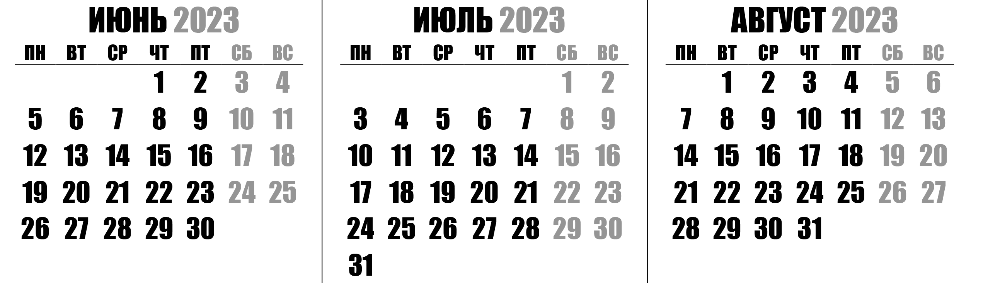 ИЮНЬ 2023
ПН ВТ СР ЧТ ПТ СБ ВС
1 2 3 4
5 6 7 8 9 10 11
12 13 14 15 16 17 18
19 20 21 22 23 24 25
26 27 28 29 30
ИЮЛЬ 2023
ПН ВТ СР ЧТ ПТ СБ ВС
1 2
3 4 5 6 7 8 9
10 11 12 13 14 15 16
17 18 19 20 21 22 23
24 25 26 27 28 29 30
31
АВГУСТ 2023
ПН ВТ СР ЧТ ПТ СБ ВС
1 2 3 4 5 6
7 8 9 10 11 12 13
14 15 16 17 18 19 20
21 22 23 24 25 26 27
28 29 30 31